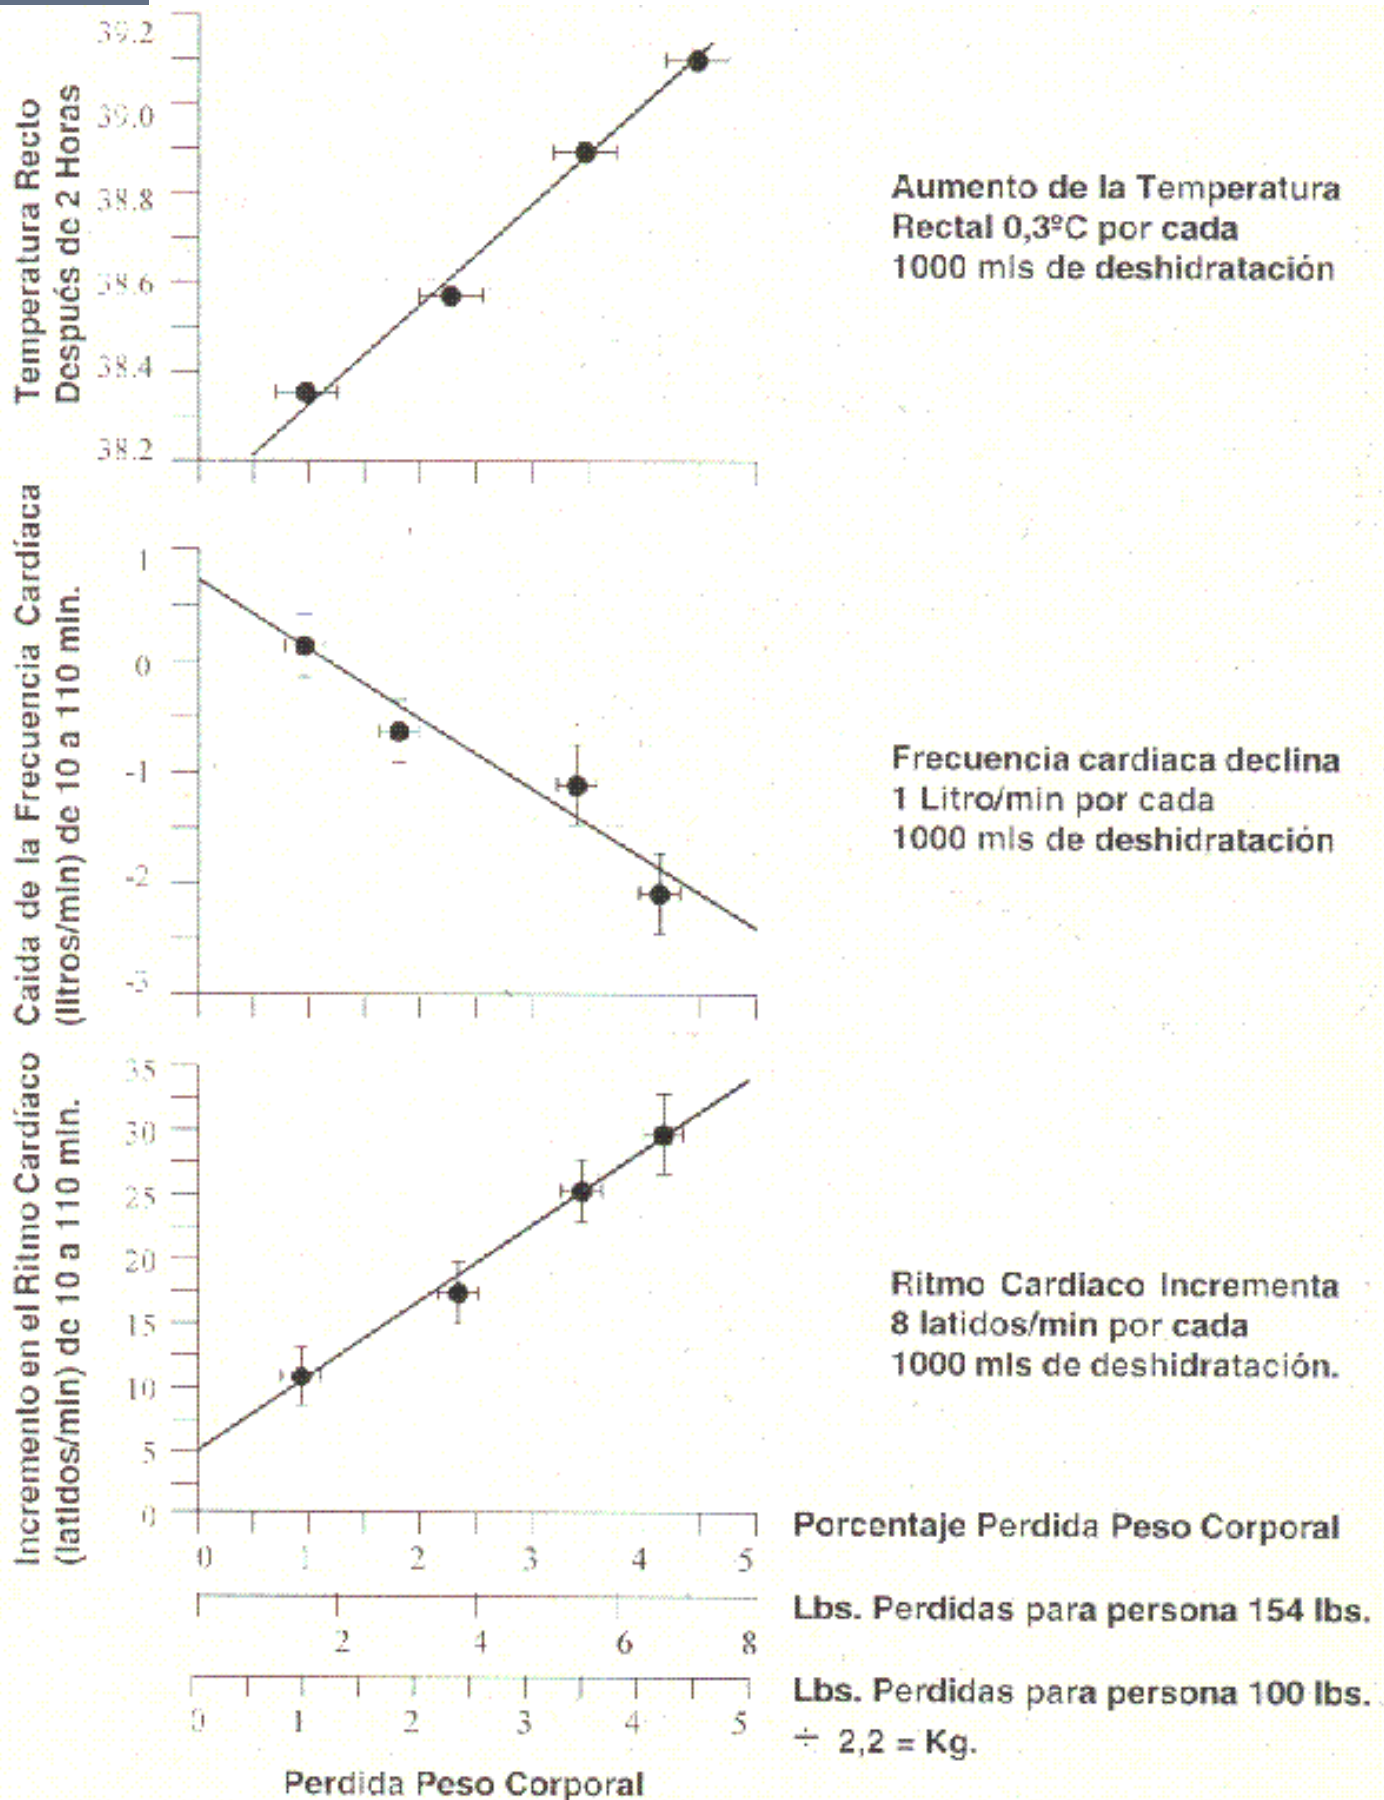 Temperatura Recto
Después de 2 Horas
39.2
39.0
38.8
38.6
38.4
38.2
Aumento de la Temperatura
Rectal 0,3ºC por cada
1000 mls de deshidratación
Caida de la Frecuencia Cardíaca
(litros/min) de 10 a 110 min.
1
0
-1
-2
-3
Frecuencia cardiaca declina
1 Litro/min por cada
1000 mls de deshidratación
Incremento en el Ritmo Cardíaco
(latidos/min) de 10 a 110 min.
35
30
25
20
15
10
5
0
Ritmo Cardiaco Incrementa
8 latidos/min por cada
1000 mls de deshidratación.
0 1 2 3 4 5 Porcentaje Perdida Peso Corporal
2 4 6 8 Lbs. Perdidas para persona 154 lbs.
0 1 2 3 4 5 Lbs. Perdidas para persona 100 lbs.
÷ 2,2 = Kg.
Perdida Peso Corporal